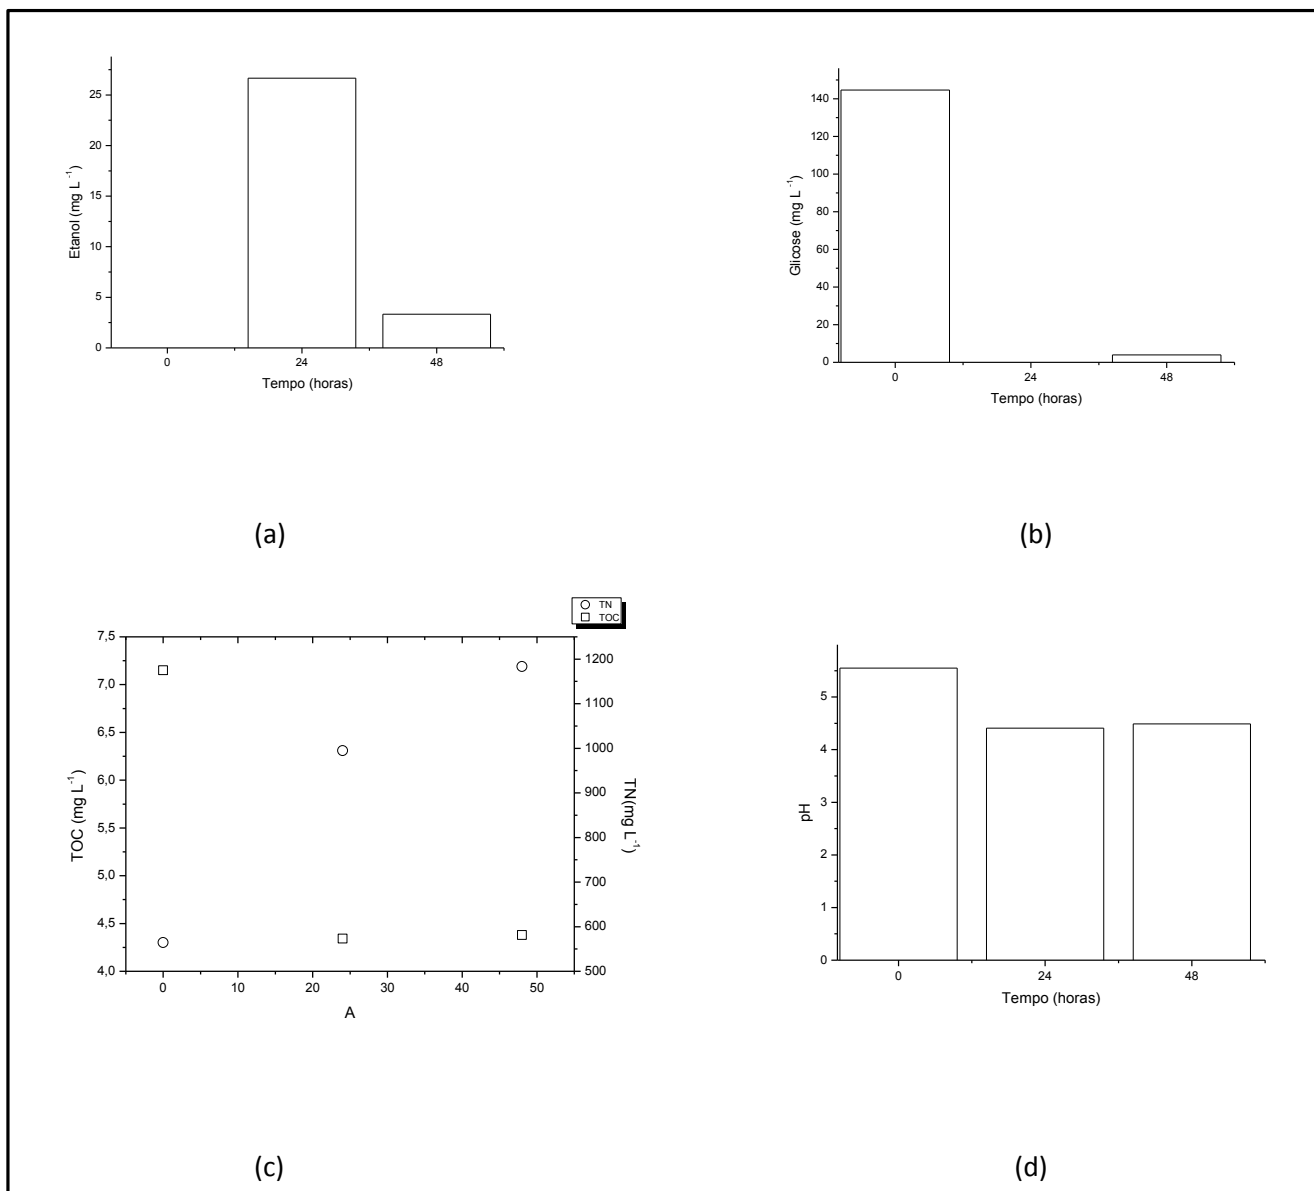 25
20
15
10
5
0
Etanol (mg L -1)
0 24 48
Tempo (horas)
(a)
140
120
100
80
60
40
20
0
Glicose (mg L -1)
0 24 48
Tempo (horas)
(b)
TN
TOC
7,5
7,0
6,5
6,0
5,5
5,0
4,5
4,0
TOC (mg L-1)
1200
1100
1000
900
800
700
600
500
TN(mg L-1)
0 10 20 30 40 50
A
(c)
5
4
3
2
1
0
pH
0 24 48
Tempo (horas)
(d)